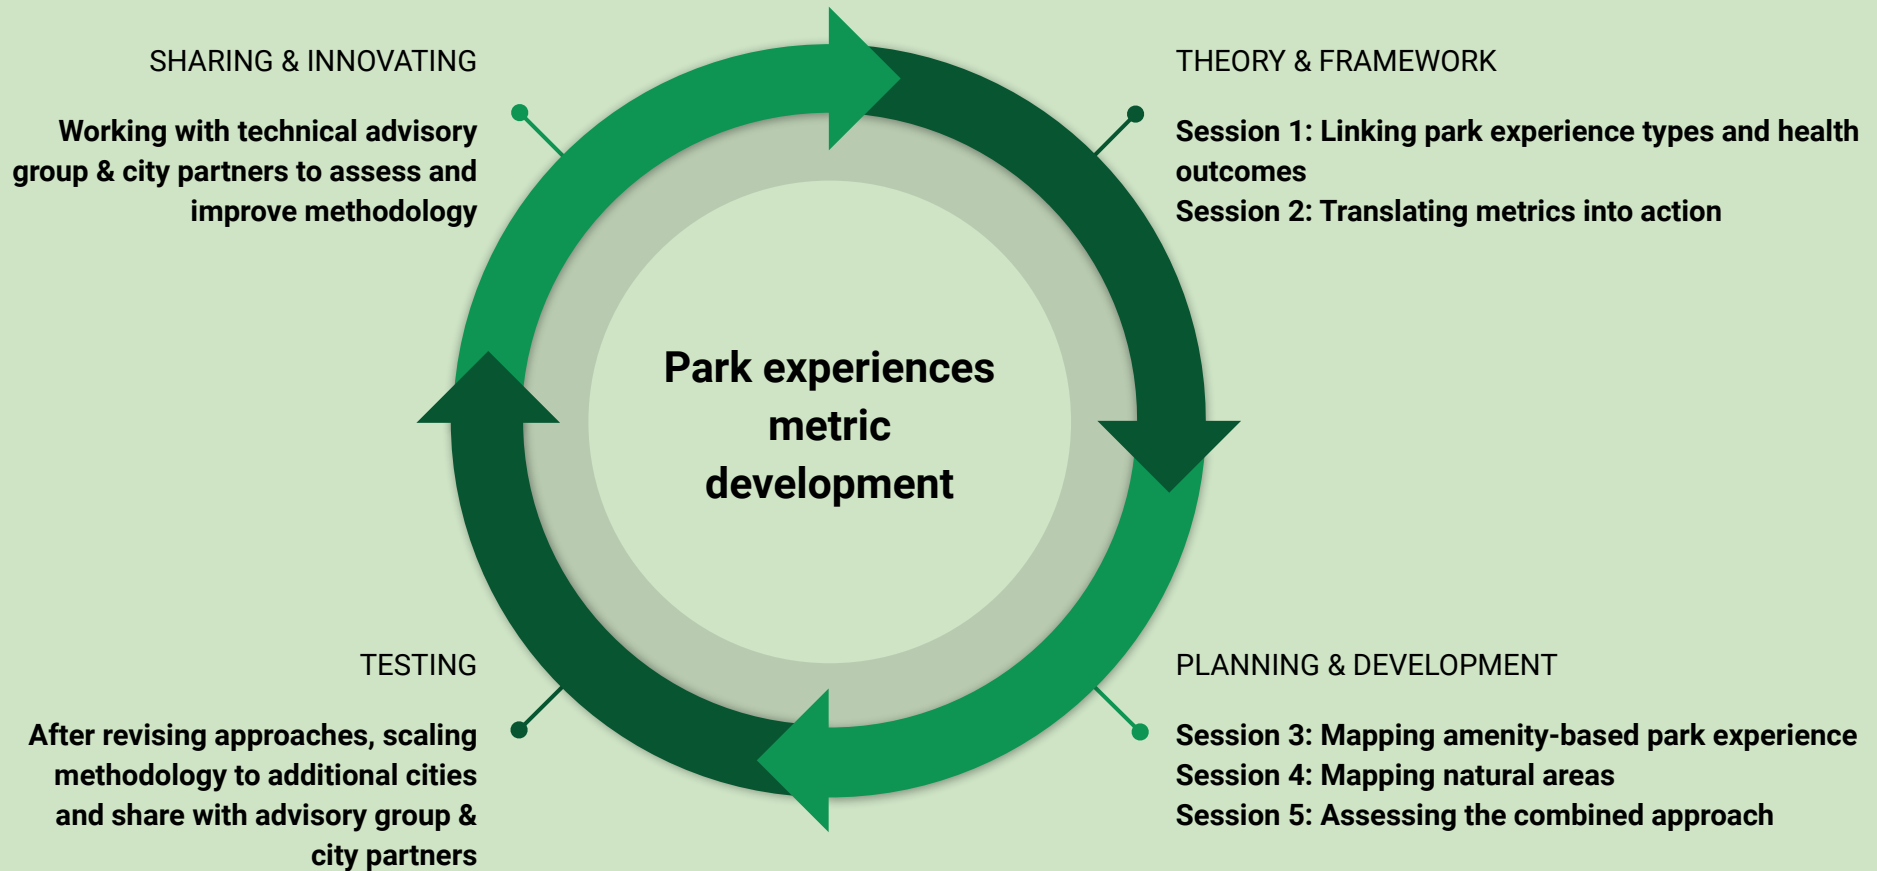 SHARING & INNOVATING
Working with technical advisory
group & city partners to assess and
improve methodology
THEORY & FRAMEWORK
Session 1: Linking park experience types and health
outcomes
Session 2: Translating metrics into action
Park experiences
metric
development
TESTING
After revising approaches, scaling
methodology to additional cities
and share with advisory group &
city partners
PLANNING & DEVELOPMENT
Session 3: Mapping amenity-based park experience
Session 4: Mapping natural areas
Session 5: Assessing the combined approach